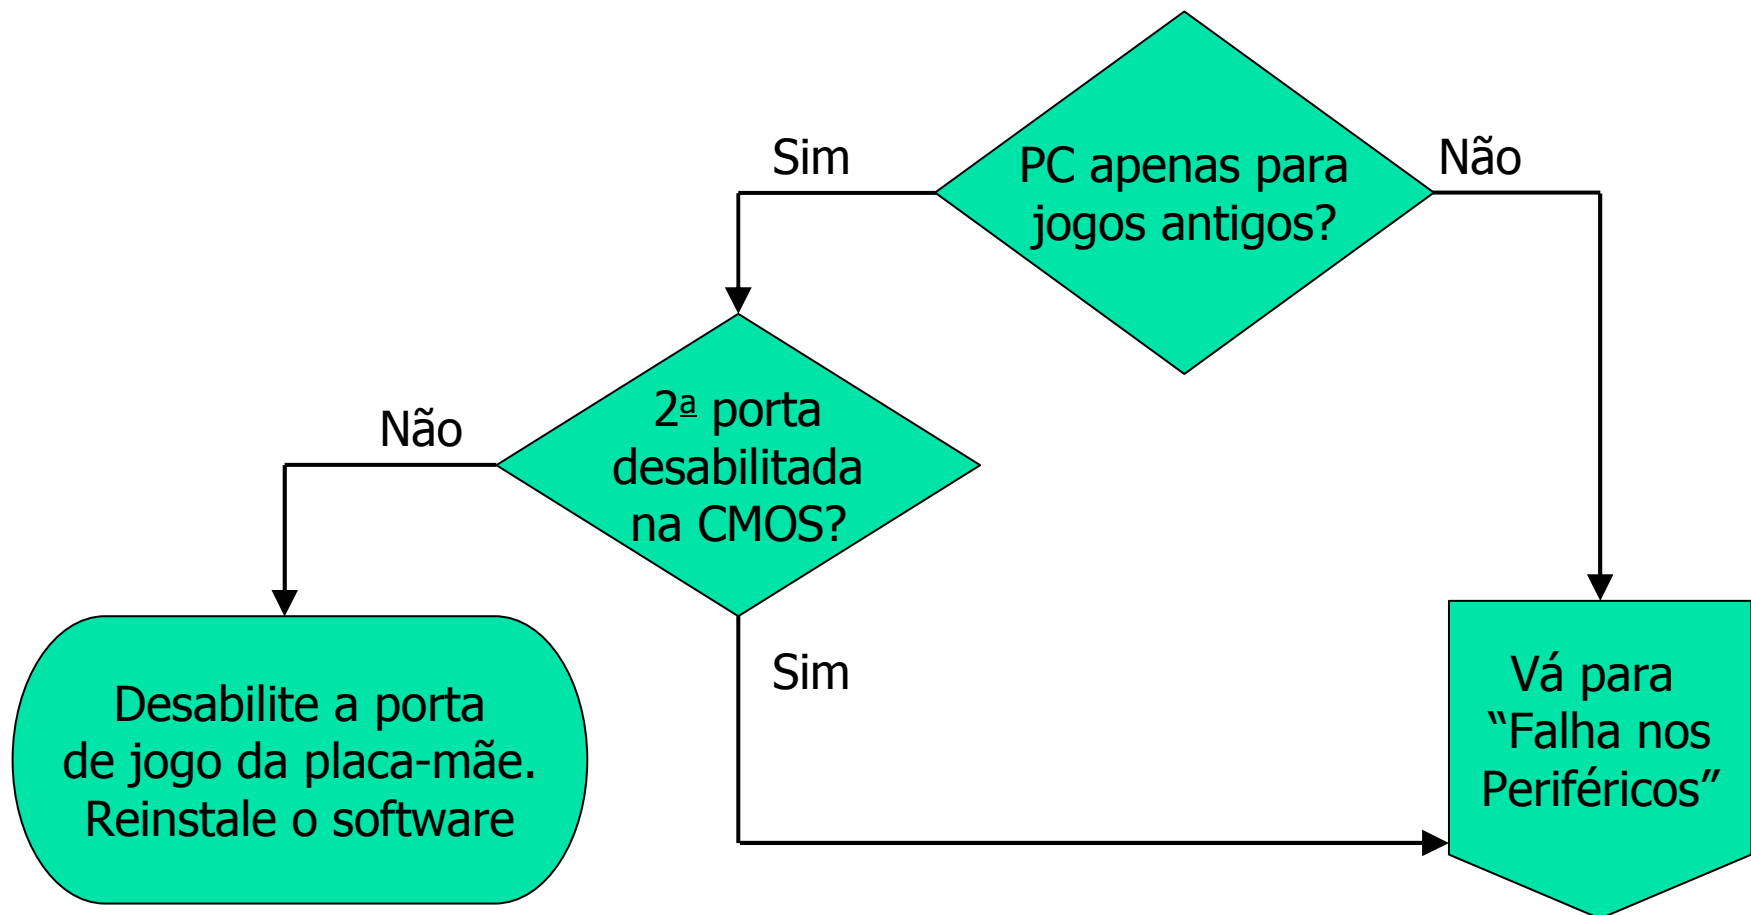 PC apenas para
jogos antigos?
Sim
Não
2ª porta
desabilitada
na CMOS?
Não
Sim
Desabilite a porta
de jogo da placa-mãe.
Reinstale o software
Vá para
“Falha nos
Periféricos”